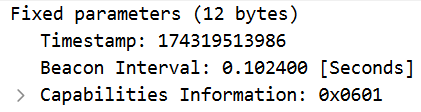 Fixed parameters (12 bytes)
Timestamp: 174319513986
Beacon Interval: 0.102400 [Seconds]
Capabilities Information: 0x0601